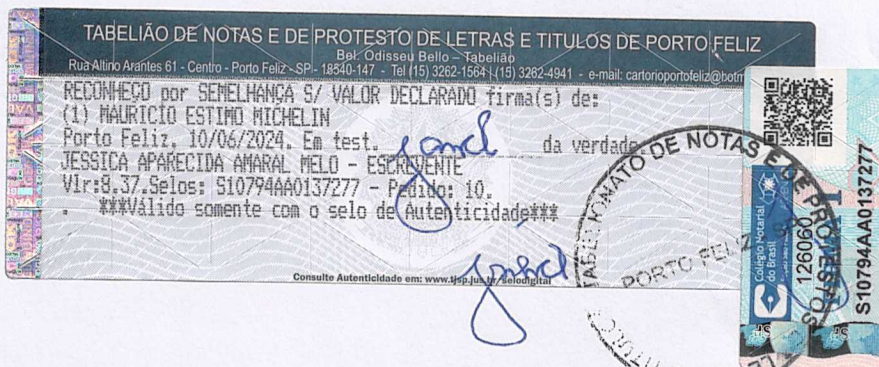 TABELIÃO DE NOTAS E DE PROTESTO DE LETRAS E TITULOS DE PORTO FELIZ
Bel. Odisseu Bello – Tabelião
Rua Altino Arantes 61 - Centro - Porto Feliz - SP - 18540-147 - Tel (15) 3262-1564 | (15) 3262-4941 - e-mail: cartorioportofeliz@hotm
RECONHEÇO por SEMELHANÇA S/ VALOR DECLARADO firma(s) de:
(1) MAURICIO ESTIMO MICHELIN
Porto Feliz, 10/06/2024. Em test. da verdade.
JESSICA APARECIDA AMARAL MELO - ESCREVENTE
Vlr:8.37.Selos: S10794AA0137277 - Pedido: 10.
. ***Válido somente com o selo de Autenticidade***
Consulte Autenticidade em: www.tjsp.jus.br/selodigital
TABELIONATO DE NOTAS E DE PROTESTOS
PORTO FELIZ
Colégio Notarial
do Brasil
126060
S10794AA0137277